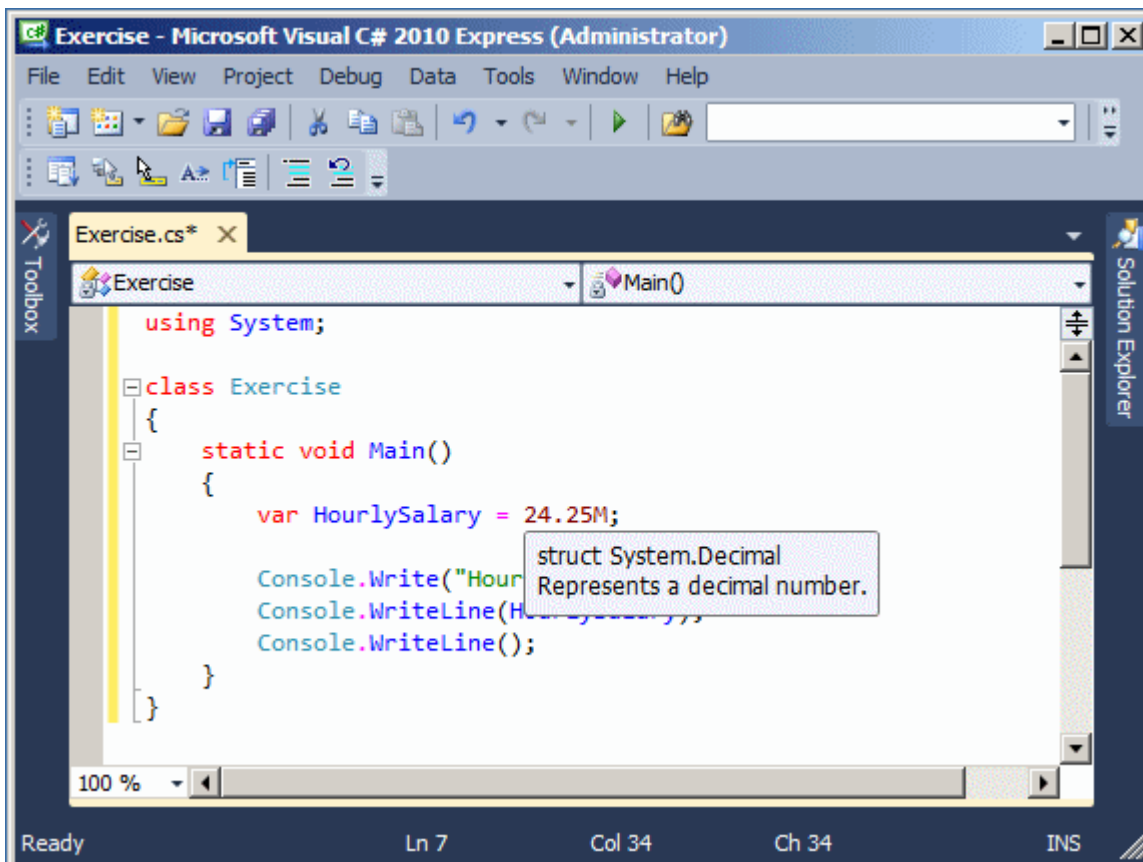 Exercise - Microsoft Visual C# 2010 Express (Administrator)
File Edit View Project Debug Data Tools Window Help
Toolbox
Exercise.cs*
Solution Explorer
Exercise Main()
using System;
class Exercise
{
static void Main()
{
var HourlySalary = 24.25M;
struct System.Decimal
Represents a decimal number.
Console.Write("Hour
Console.WriteLine(
Console.WriteLine();
}
}
100 %
Ready Ln 7 Col 34 Ch 34 INS